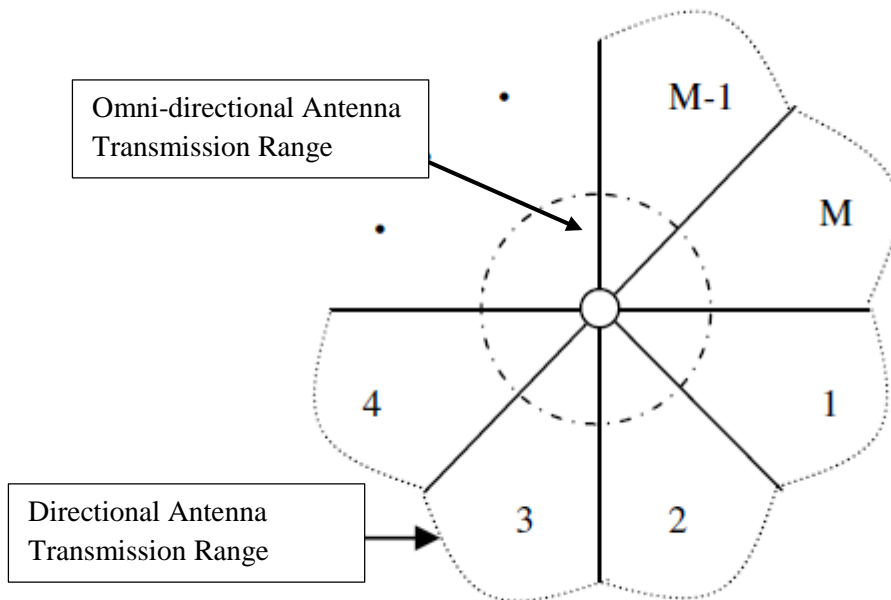 Omni-directional Antenna
Transmission Range
M-1
M
4
1
3
2
Directional Antenna
Transmission Range